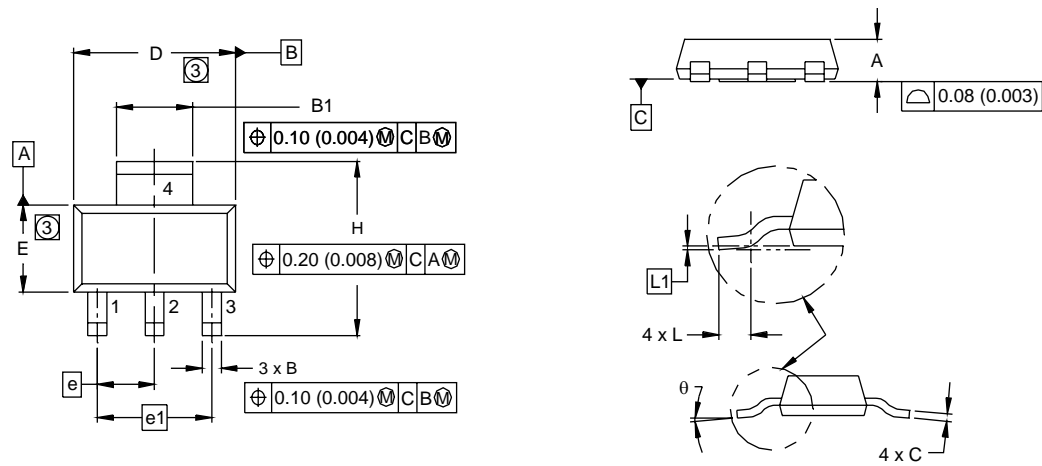 D
B
③
B1
⌖ 0.10 (0.004) Ⓜ C B Ⓜ
A
4
③
E
H
⌖ 0.20 (0.008) Ⓜ C A Ⓜ
1 2 3
e
3 x B
e1
⌖ 0.10 (0.004) Ⓜ C B Ⓜ
A
C
⌓ 0.08 (0.003)
L1
4 x L
θ
4 x C